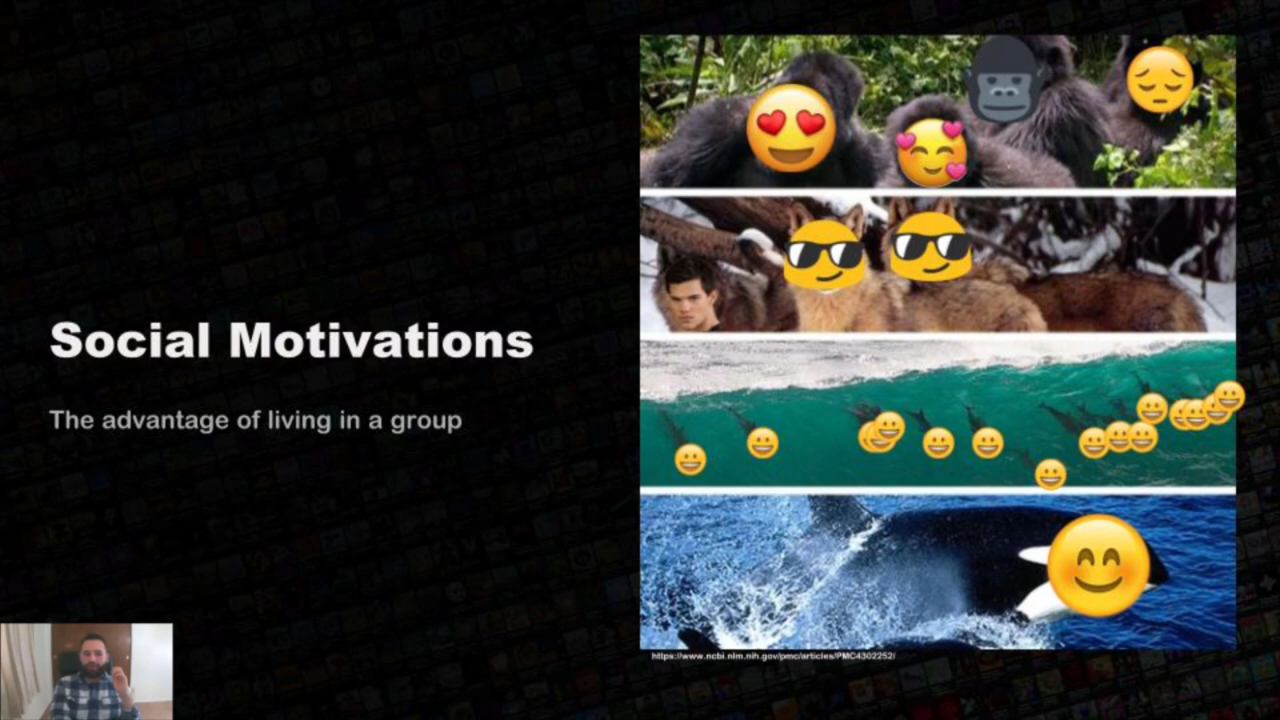 Social Motivations
The advantage of living in a group
https://www.ncbi.nlm.nih.gov/pmc/articles/PMC4302252/